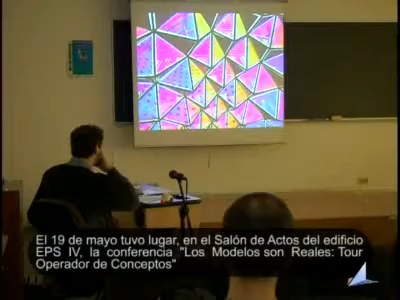 El 19 de mayo tuvo lugar, en el Salón de Actos del edificio
EPS IV, la conferencia "Los Modelos son Reales: Tour
Operador de Conceptos"